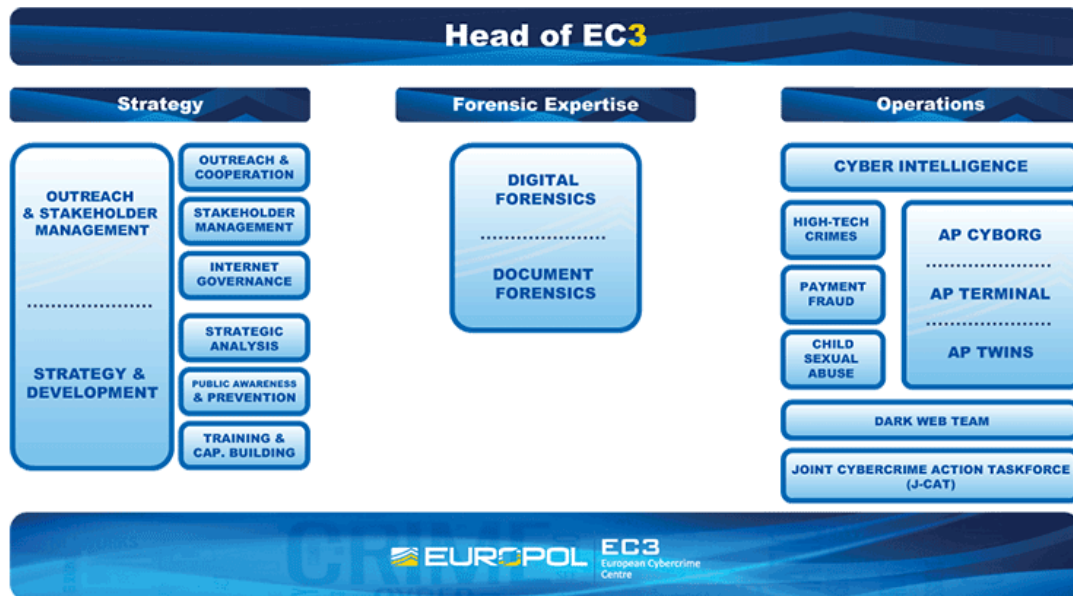 Head of EC3
Strategy
OUTREACH
& STAKEHOLDER
MANAGEMENT
STRATEGY &
DEVELOPMENT
OUTREACH &
COOPERATION
STAKEHOLDER
MANAGEMENT
INTERNET
GOVERNANCE
STRATEGIC
ANALYSIS
PUBLIC AWARENESS
& PREVENTION
TRAINING &
CAP. BUILDING
Forensic Expertise
DIGITAL
FORENSICS
DOCUMENT
FORENSICS
Operations
CYBER INTELLIGENCE
HIGH-TECH
CRIMES
PAYMENT
FRAUD
CHILD
SEXUAL
ABUSE
AP CYBORG
AP TERMINAL
AP TWINS
DARK WEB TEAM
JOINT CYBERCRIME ACTION TASKFORCE
(J-CAT)
CRIME
EUROPOL
EC3
European Cybercrime
Centre